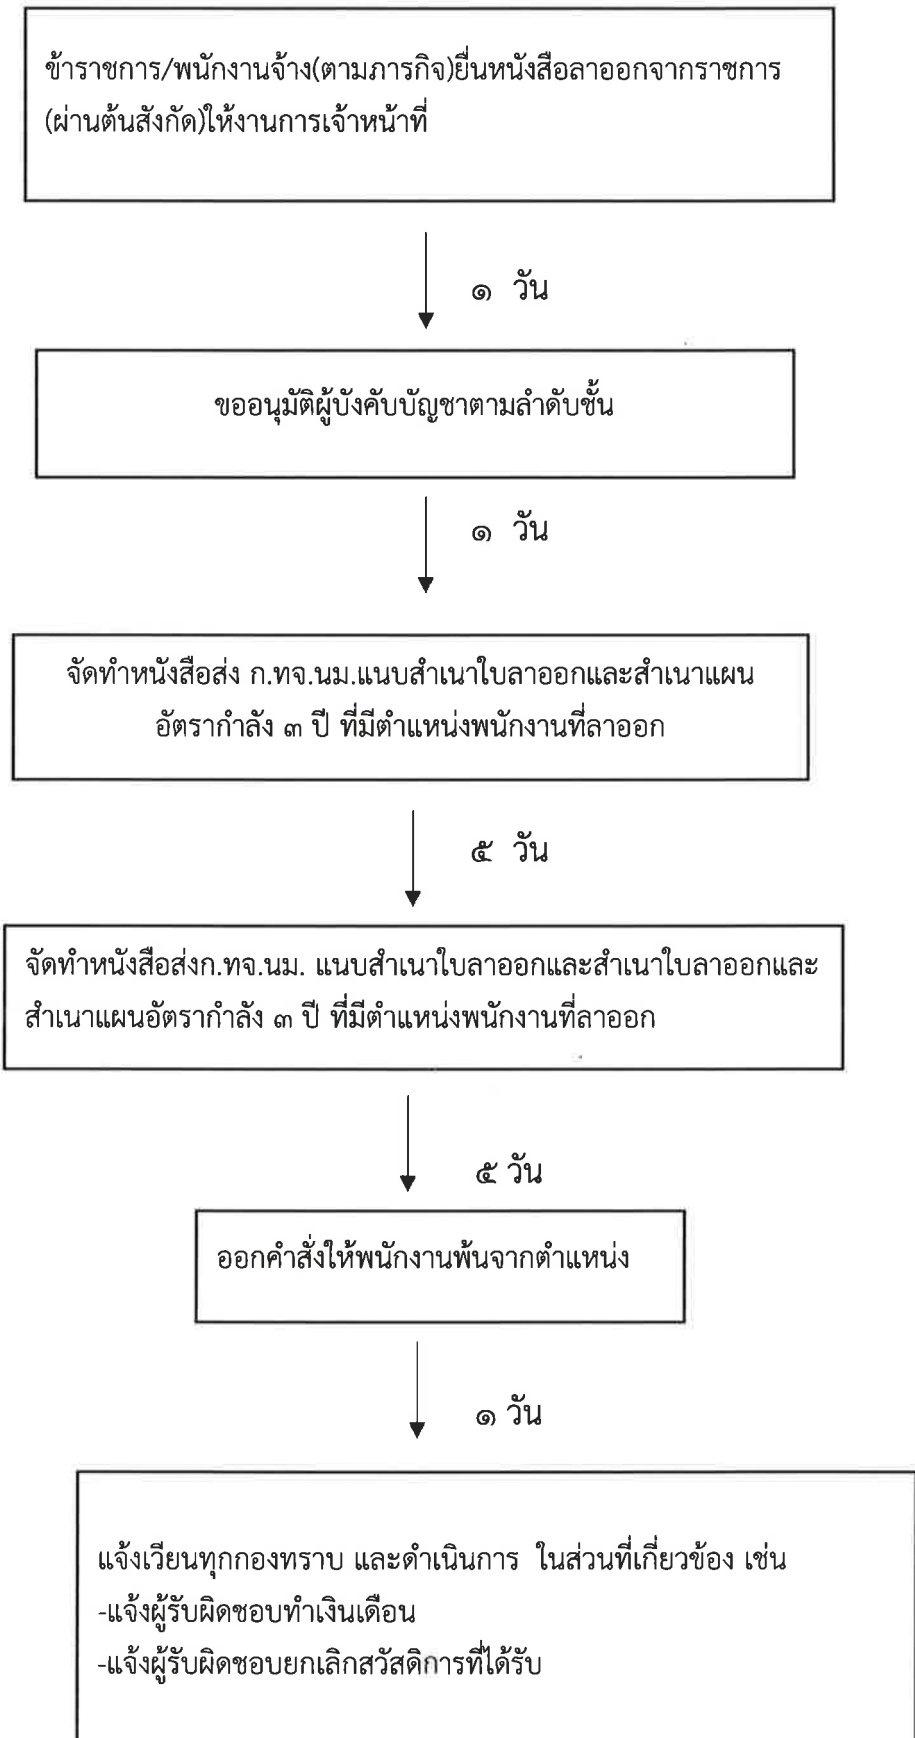 ข้าราชการ/พนักงานจ้าง(ตามภารกิจ)ยื่นหนังสือลาออกจากราชการ
(ผ่านต้นสังกัด)ให้งานการเจ้าหน้าที่
๑ วัน
ขออนุมัติผู้บังคับบัญชาตามลำดับชั้น
๑ วัน
จัดทำหนังสือส่ง ก.ทจ.นม.แนบสำเนาใบลาออกและสำเนาแผน
อัตรากำลัง ๓ ปี ที่มีตำแหน่งพนักงานที่ลาออก
๕ วัน
จัดทำหนังสือส่งก.ทจ.นม. แนบสำเนาใบลาออกและสำเนาใบลาออกและ
สำเนาแผนอัตรากำลัง ๓ ปี ที่มีตำแหน่งพนักงานที่ลาออก
๕ วัน
ออกคำสั่งให้พนักงานพ้นจากตำแหน่ง
๑ วัน
แจ้งเวียนทุกกองทราบ และดำเนินการ ในส่วนที่เกี่ยวข้อง เช่น
-แจ้งผู้รับผิดชอบทำเงินเดือน
-แจ้งผู้รับผิดชอบยกเลิกสวัสดิการที่ได้รับ